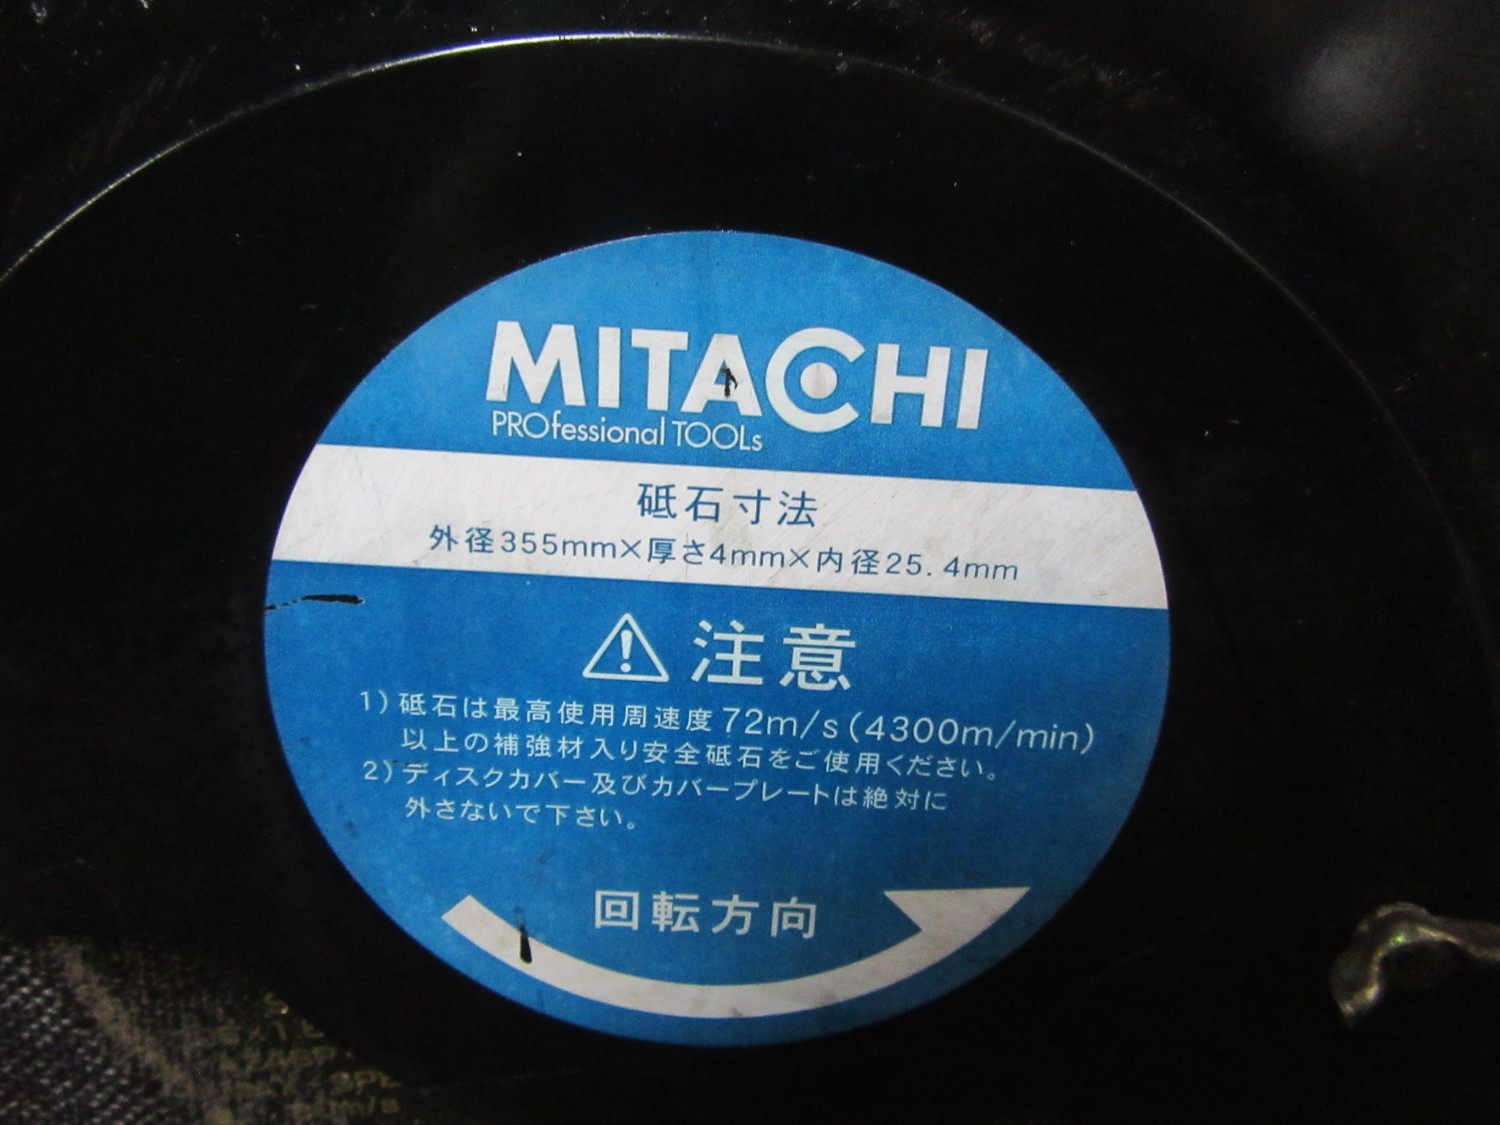 MITACHI
PROfessional TOOLs
砥石寸法
外径355mm×厚さ4mm×内径25.4mm
注意
1)砥石は最高使用周速度72m/s(4300m/min)
以上の補強材入り安全砥石をご使用ください。
2)ディスクカバー及びカバープレートは絶対に
外さないで下さい。
回転方向